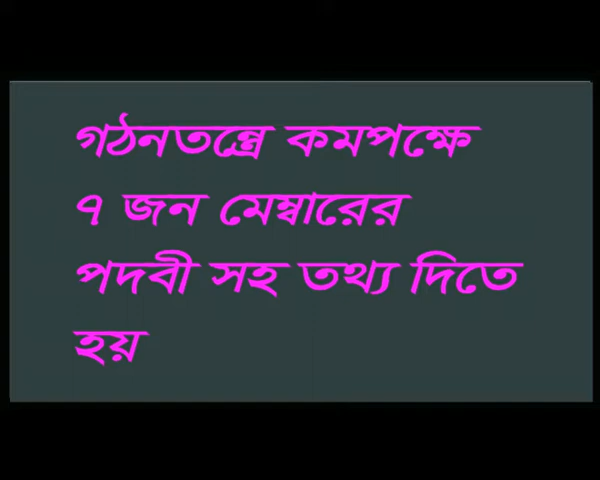 গঠনতন্ত্রে কমপক্ষে
৭ জন মেম্বারের
পদবী সহ তথ্য দিতে
হয়